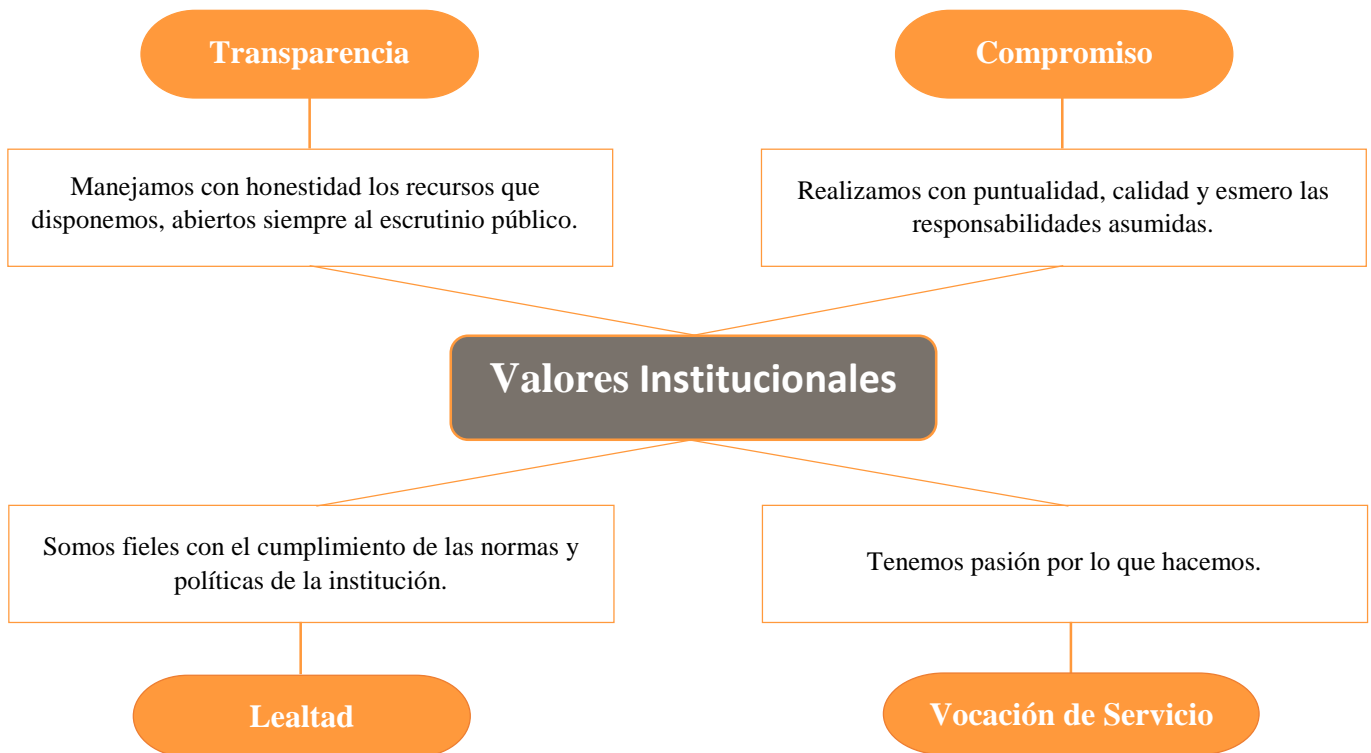 Transparencia
Compromiso
Manejamos con honestidad los recursos que
disponemos, abiertos siempre al escrutinio público.
Realizamos con puntualidad, calidad y esmero las
responsabilidades asumidas.
Valores Institucionales
Somos fieles con el cumplimiento de las normas y
políticas de la institución.
Tenemos pasión por lo que hacemos.
Lealtad
Vocación de Servicio